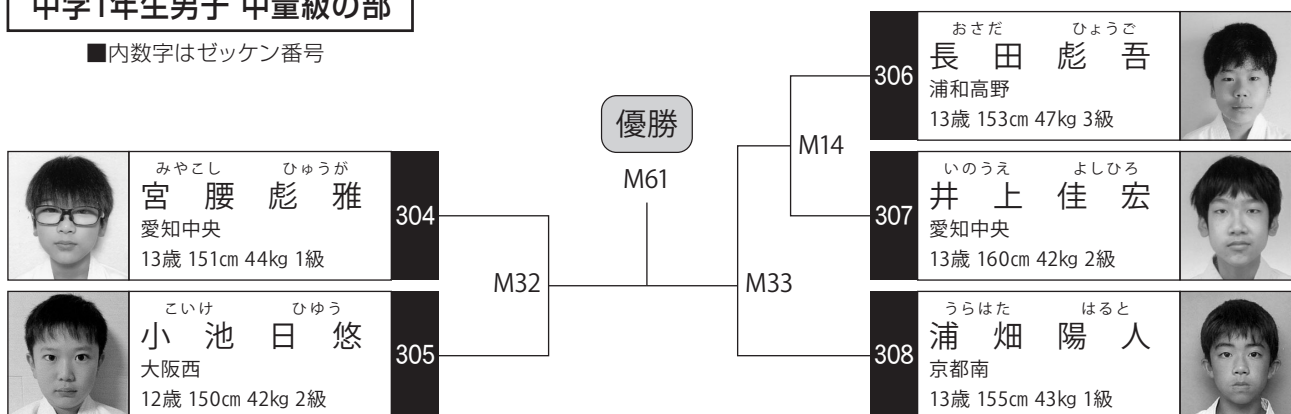 中学1年生男子 中量級の部
■内数字はゼッケン番号
優勝
M61
みやこし ひゅうが
宮腰 彪雅
愛知中央
13歳 151cm 44kg 1級
304
こいけ ひゆう
小池 日悠
大阪西
12歳 150cm 42kg 2級
305
M32
M33
M14
306
おさだ ひょうご
長田 彪吾
浦和高野
13歳 153cm 47kg 3級
307
いのうえ よしひろ
井上 佳宏
愛知中央
13歳 160cm 42kg 2級
308
うらはた はると
浦畑 陽人
京都南
13歳 155cm 43kg 1級